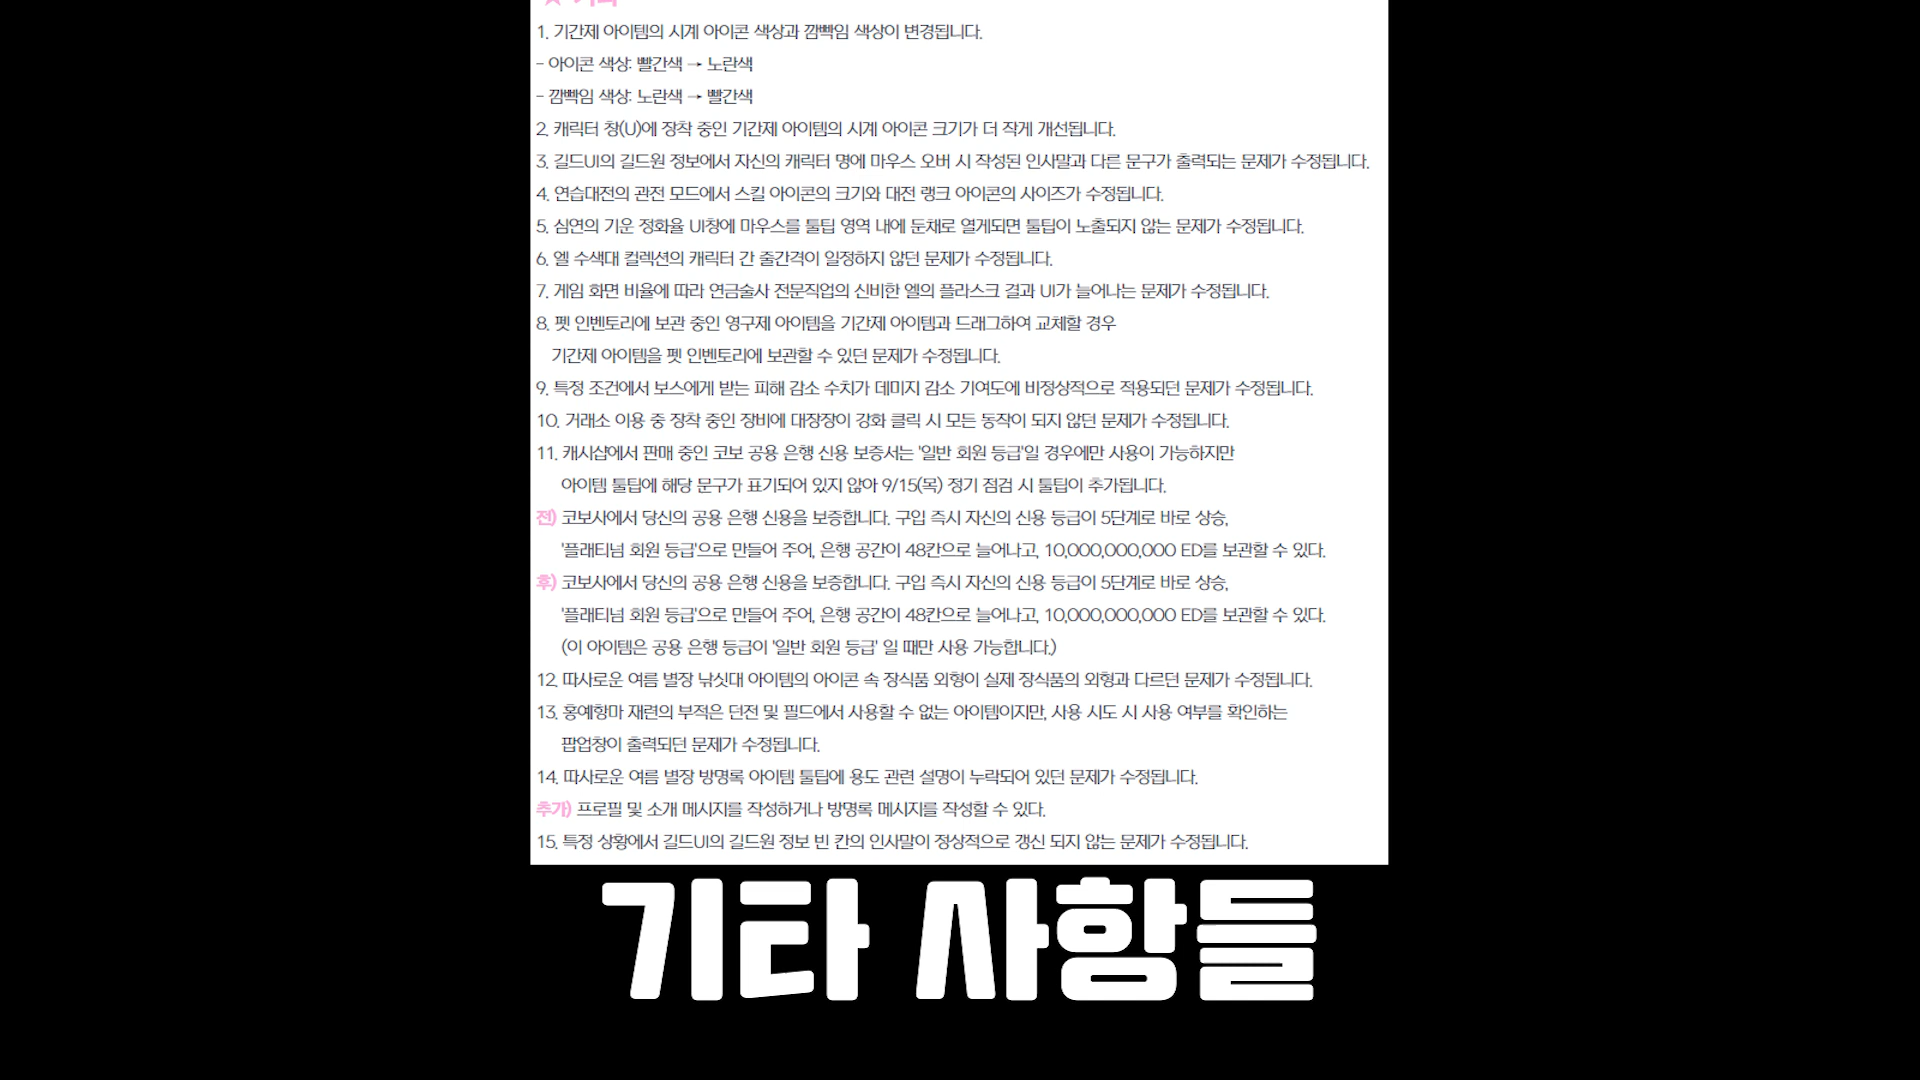 1. 기간제 아이템의 시계 아이콘 색상과 깜빡임 색상이 변경됩니다.
- 아이콘 색상: 빨간색 → 노란색
- 깜빡임 색상: 노란색 → 빨간색
2. 캐릭터 창(U)에 장착 중인 기간제 아이템의 시계 아이콘 크기가 더 작게 개선됩니다.
3. 길드UI의 길드원 정보에서 자신의 캐릭터 명에 마우스 오버 시 작성된 인사말과 다른 문구가 출력되는 문제가 수정됩니다.
4. 연습대전의 관전 모드에서 스킬 아이콘의 크기와 대전 랭크 아이콘의 사이즈가 수정됩니다.
5. 심연의 기운 정화율 UI창에 마우스를 툴팁 영역 내에 둔채로 열게되면 툴팁이 노출되지 않는 문제가 수정됩니다.
6. 엘 수색대 컬렉션의 캐릭터 간 줄간격이 일정하지 않던 문제가 수정됩니다.
7. 게임 화면 비율에 따라 연금술사 전문직업의 신비한 엘의 플라스크 결과 UI가 늘어나는 문제가 수정됩니다.
8. 펫 인벤토리에 보관 중인 영구제 아이템을 기간제 아이템과 드래그하여 교체할 경우
기간제 아이템을 펫 인벤토리에 보관할 수 있던 문제가 수정됩니다.
9. 특정 조건에서 보스에게 받는 피해 감소 수치가 데미지 감소 기여도에 비정상적으로 적용되던 문제가 수정됩니다.
10. 거래소 이용 중 장착 중인 장비에 대장장이 강화 클릭 시 모든 동작이 되지 않던 문제가 수정됩니다.
11. 캐시샵에서 판매 중인 코보 공용 은행 신용 보증서는 '일반 회원 등급'일 경우에만 사용이 가능하지만
아이템 툴팁에 해당 문구가 표기되어 있지 않아 9/15(목) 정기 점검 시 툴팁이 추가됩니다.
전) 코보사에서 당신의 공용 은행 신용을 보증합니다. 구입 즉시 자신의 신용 등급이 5단계로 바로 상승,
'플래티넘 회원 등급'으로 만들어 주어, 은행 공간이 48칸으로 늘어나고, 10,000,000,000 ED를 보관할 수 있다.
후) 코보사에서 당신의 공용 은행 신용을 보증합니다. 구입 즉시 자신의 신용 등급이 5단계로 바로 상승,
'플래티넘 회원 등급'으로 만들어 주어, 은행 공간이 48칸으로 늘어나고, 10,000,000,000 ED를 보관할 수 있다.
(이 아이템은 공용 은행 등급이 '일반 회원 등급' 일 때만 사용 가능합니다.)
12. 따사로운 여름 별장 낚싯대 아이템의 아이콘 속 장식품 외형이 실제 장식품의 외형과 다르던 문제가 수정됩니다.
13. 홍예항마 재련의 부적은 던전 및 필드에서 사용할 수 없는 아이템이지만, 사용 시도 시 사용 여부를 확인하는
팝업창이 출력되던 문제가 수정됩니다.
14. 따사로운 여름 별장 방명록 아이템 툴팁에 용도 관련 설명이 누락되어 있던 문제가 수정됩니다.
추가) 프로필 및 소개 메시지를 작성하거나 방명록 메시지를 작성할 수 있다.
15. 특정 상황에서 길드UI의 길드원 정보 빈 칸의 인사말이 정상적으로 갱신 되지 않는 문제가 수정됩니다.
기타 사항들